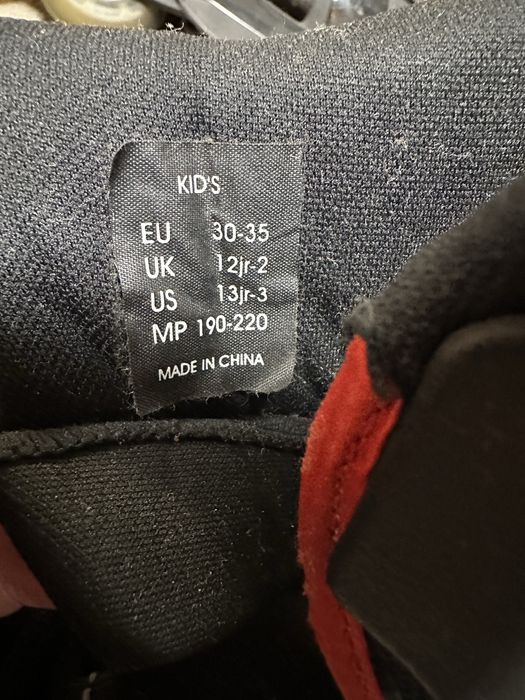 KID'S
EU 30-35
UK 12jr-2
US 13jr-3
MP 190-220
MADE IN CHINA